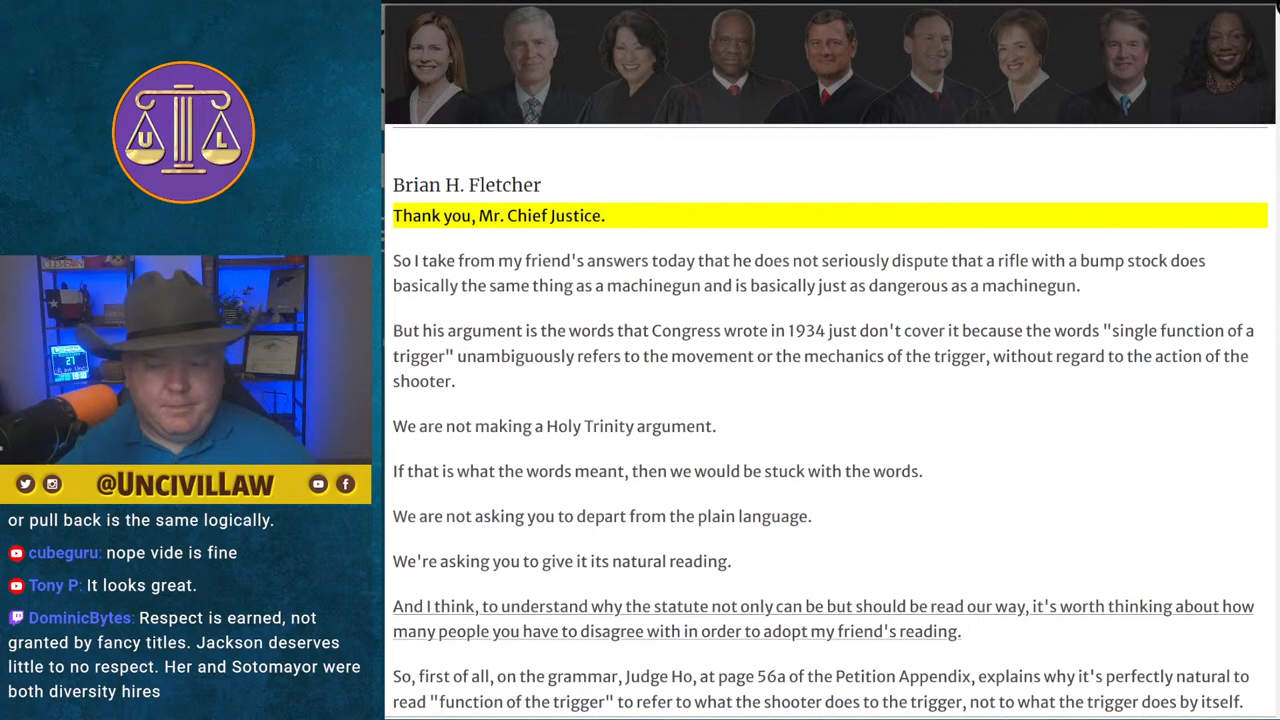 U L
@UNCIVILLAW
or pull back is the same logically.
cubeguru: nope vide is fine
Tony P: It looks great.
DominicBytes: Respect is earned, not
granted by fancy titles. Jackson deserves
little to no respect. Her and Sotomayor were
both diversity hires
Brian H. Fletcher
Thank you, Mr. Chief Justice.
So I take from my friend's answers today that he does not seriously dispute that a rifle with a bump stock does
basically the same thing as a machinegun and is basically just as dangerous as a machinegun.
But his argument is the words that Congress wrote in 1934 just don't cover it because the words "single function of a
trigger" unambiguously refers to the movement or the mechanics of the trigger, without regard to the action of the
shooter.
We are not making a Holy Trinity argument.
If that is what the words meant, then we would be stuck with the words.
We are not asking you to depart from the plain language.
We're asking you to give it its natural reading.
And I think, to understand why the statute not only can be but should be read our way, it's worth thinking about how
many people you have to disagree with in order to adopt my friend's reading.
So, first of all, on the grammar, Judge Ho, at page 56a of the Petition Appendix, explains why it's perfectly natural to
read "function of the trigger" to refer to what the shooter does to the trigger, not to what the trigger does by itself.